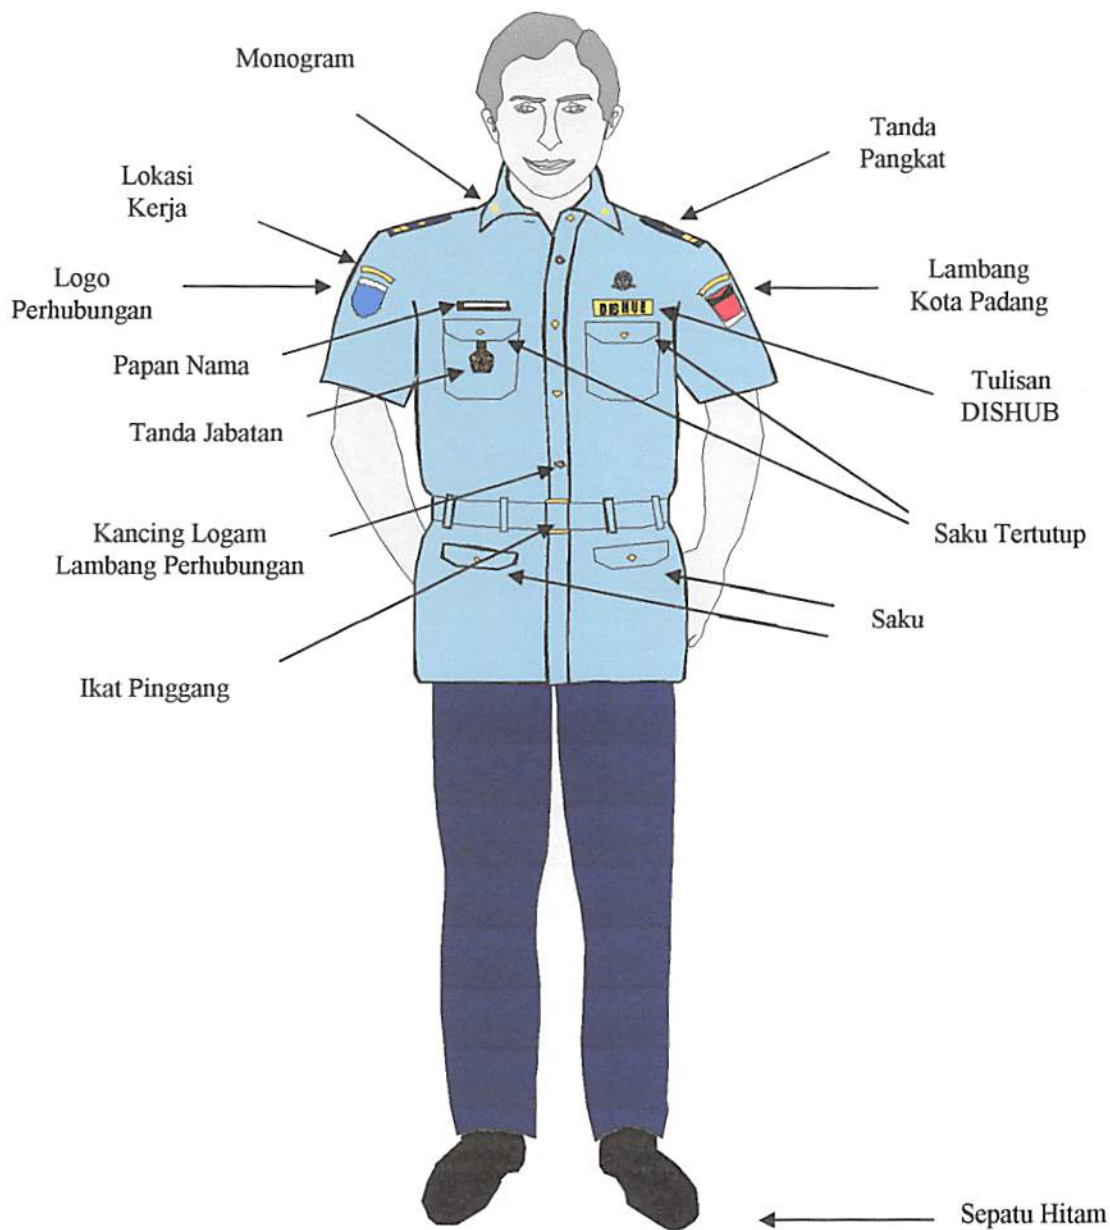 Monogram
Tanda
Pangkat
Lokasi
Kerja
Logo
Perhubungan
Lambang
Kota Padang
DISHUB
Papan Nama
Tulisan
DISHUB
Tanda Jabatan
Kancing Logam
Lambang Perhubungan
Saku Tertutup
Saku
Ikat Pinggang
Sepatu Hitam